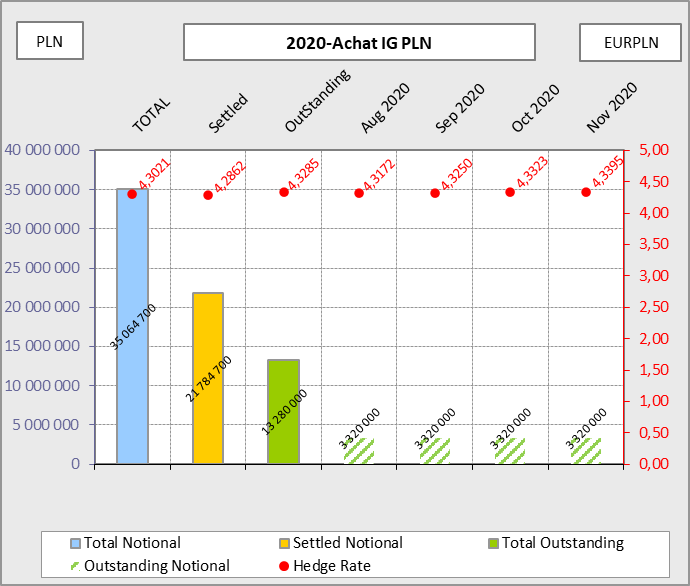 PLN
2020-Achat IG PLN
EURPLN
TOTAL
Settled
OutStanding
Aug 2020
Sep 2020
Oct 2020
Nov 2020
40 000 000
35 000 000
30 000 000
25 000 000
20 000 000
15 000 000
10 000 000
5 000 000
0
5,00
4,50
4,00
3,50
3,00
2,50
2,00
1,50
1,00
0,50
0,00
4,3021
4,2862
4,3285
4,3172
4,3250
4,3323
4,3395
35 064 700
21 784 700
13 280 000
3 320 000
3 320 000
3 320 000
3 320 000
Total Notional
Settled Notional
Total Outstanding
Outstanding Notional
Hedge Rate